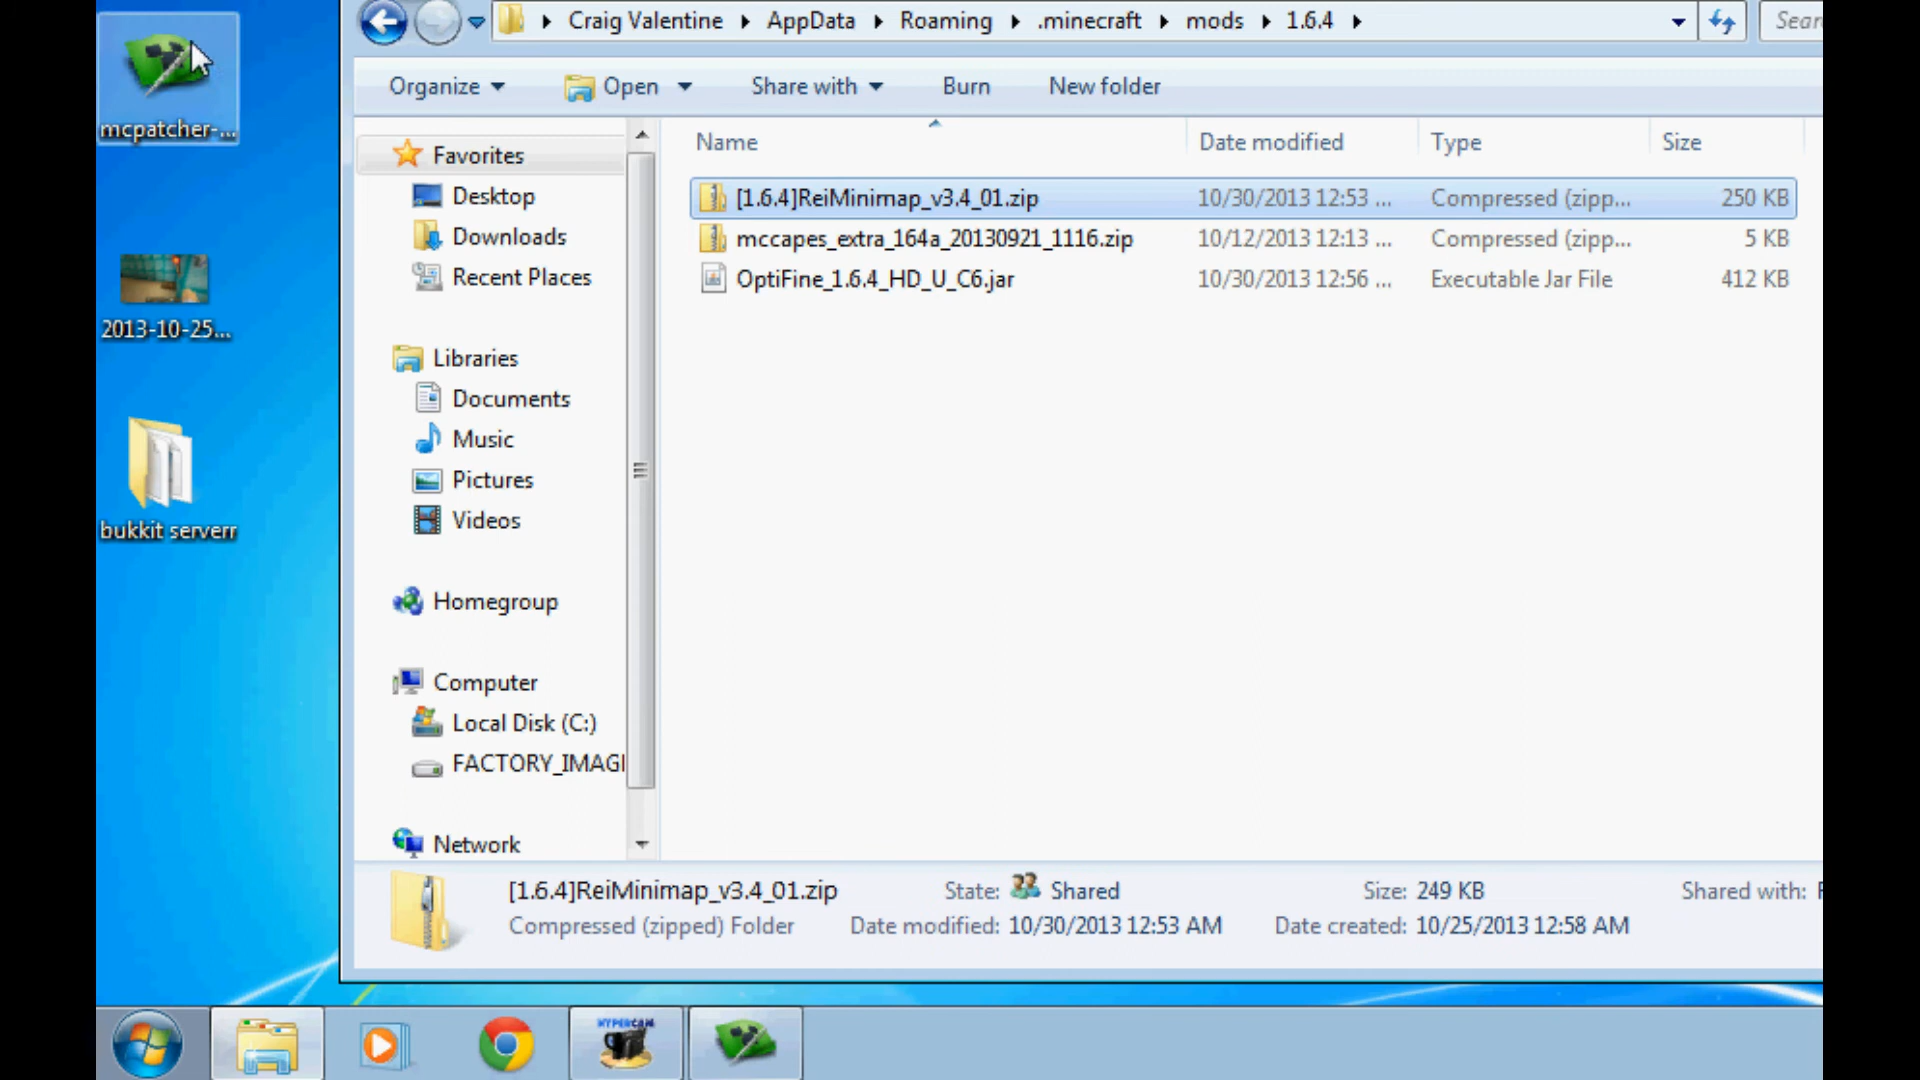 Craig Valentine AppData Roaming .minecraft mods 1.6.4 Sear
Organize Open Share with Burn New folder
mcpatcher-...
2013-10-25...
bukkit serverr
Favorites
Desktop
Downloads
Recent Places
Libraries
Documents
Music
Pictures
Videos
Homegroup
Computer
Local Disk (C:)
FACTORY_IMAGI
Network
Name Date modified Type Size
[1.6.4]ReiMinimap_v3.4_01.zip 10/30/2013 12:53 ... Compressed (zipp... 250 KB
mccapes_extra_164a_20130921_1116.zip 10/12/2013 12:13 ... Compressed (zipp... 5 KB
OptiFine_1.6.4_HD_U_C6.jar 10/30/2013 12:56 ... Executable Jar File 412 KB
[1.6.4]ReiMinimap_v3.4_01.zip State: Shared Size: 249 KB Shared with:
Compressed (zipped) Folder Date modified: 10/30/2013 12:53 AM Date created: 10/25/2013 12:58 AM
HYPERCAM